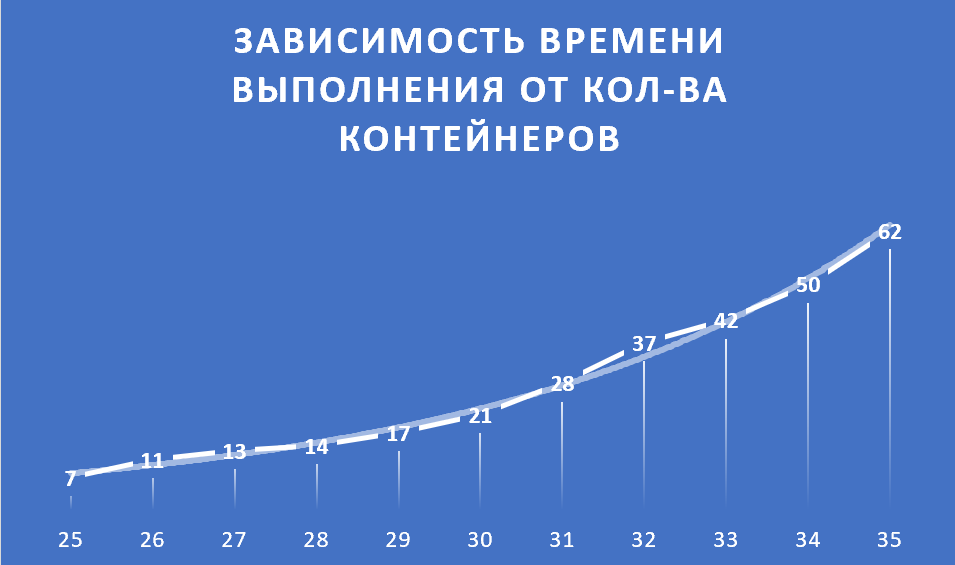 ЗАВИСИМОСТЬ ВРЕМЕНИ
ВЫПОЛНЕНИЯ ОТ КОЛ-ВА
КОНТЕЙНЕРОВ
7 11 13 14 17 21 28 37 42 50 62
25 26 27 28 29 30 31 32 33 34 35